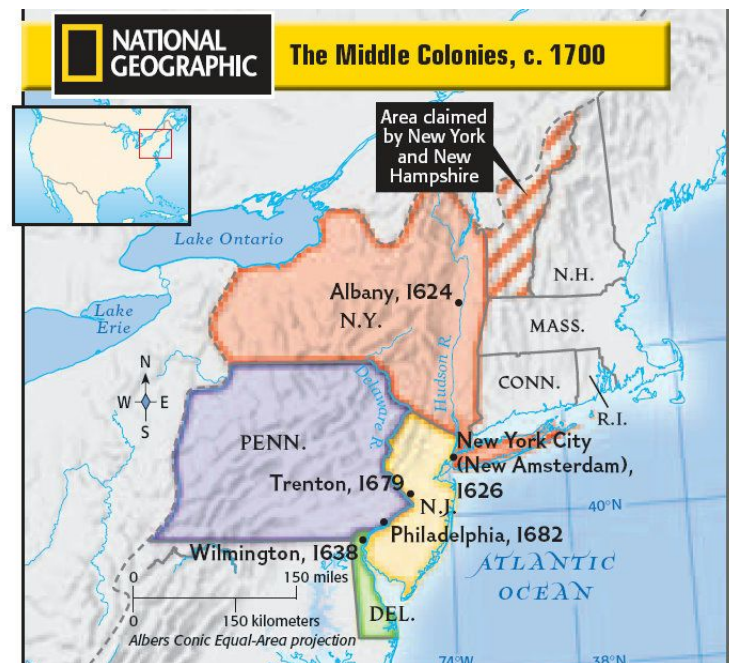 NATIONAL
GEOGRAPHIC
The Middle Colonies, c. 1700
Area claimed
by New York
and New
Hampshire
Lake Ontario
Lake
Erie
N.H.
Albany, 1624
N.Y.
MASS.
Hudson R.
Delaware R.
CONN.
R.I.
N
W E
S
PENN.
New York City
(New Amsterdam),
1626
Trenton, 1679
N.J.
40°N
Philadelphia, 1682
Wilmington, 1638
ATLANTIC
OCEAN
0
150 miles
0
150 kilometers
Albers Conic Equal-Area projection
DEL.
74°W
38°N